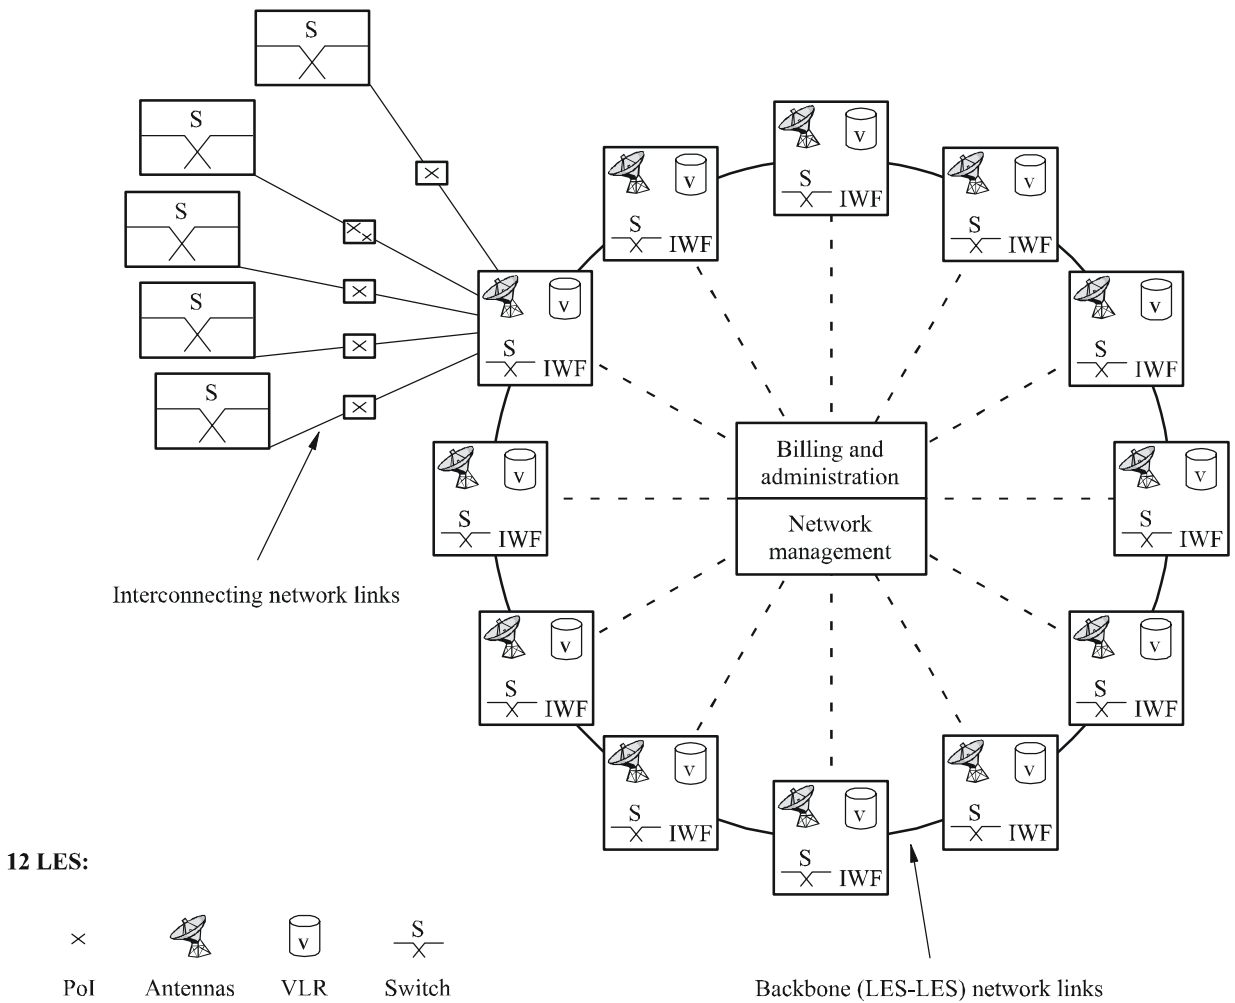 S
S
S
S
S
V
S
IWF
V
S
IWF
V
S
IWF
V
S
IWF
V
S
IWF
V
S
IWF
Billing and
administration
Network
management
V
S
IWF
V
S
IWF
Interconnecting network links
V
S
IWF
V
S
IWF
V
S
IWF
V
S
IWF
12 LES:
V
S
PoI
Antennas
VLR
Switch
Backbone (LES-LES) network links